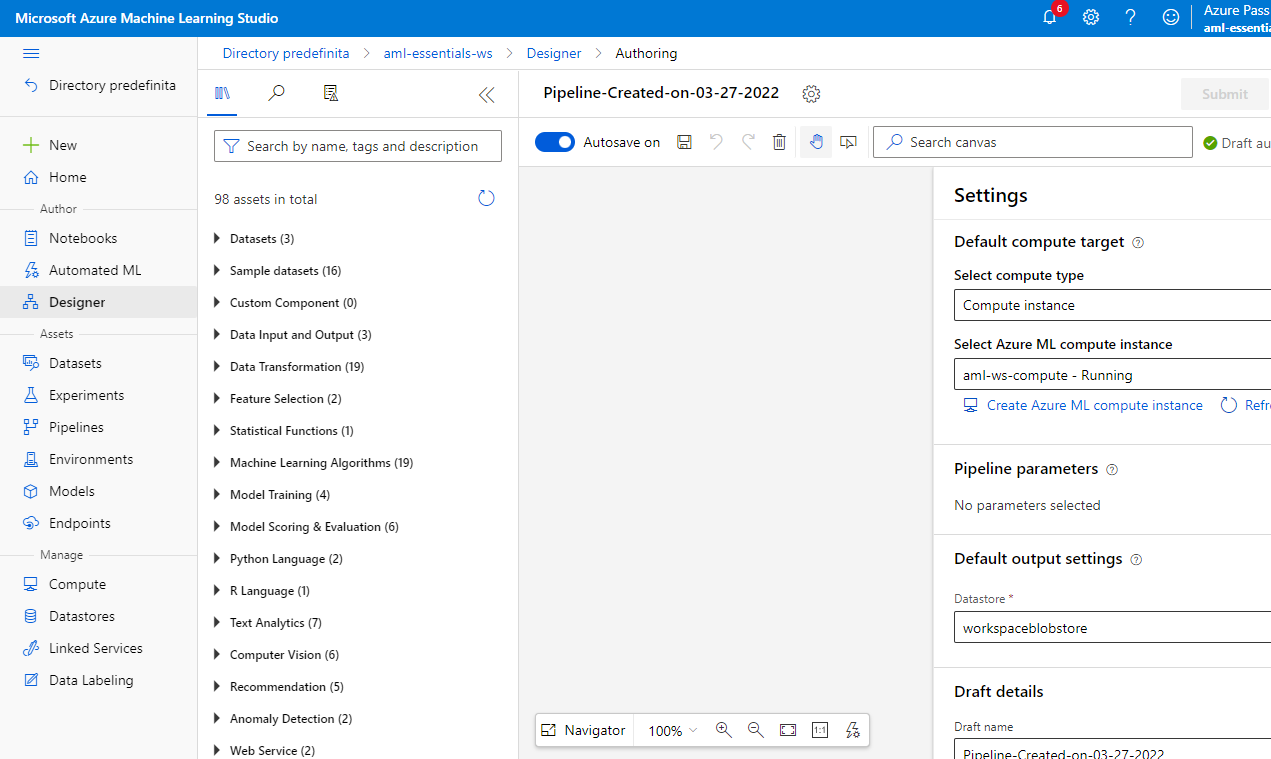 Microsoft Azure Machine Learning Studio
6
Azure Pass
aml-essentia
Directory predefinita
aml-essentials-ws
Designer
Authoring
Directory predefinita
New
Home
Author
Notebooks
Automated ML
Designer
Assets
Datasets
Experiments
Pipelines
Environments
Models
Endpoints
Manage
Compute
Datastores
Linked Services
Data Labeling
Search by name, tags and description
98 assets in total
Datasets (3)
Sample datasets (16)
Custom Component (0)
Data Input and Output (3)
Data Transformation (19)
Feature Selection (2)
Statistical Functions (1)
Machine Learning Algorithms (19)
Model Training (4)
Model Scoring & Evaluation (6)
Python Language (2)
R Language (1)
Text Analytics (7)
Computer Vision (6)
Recommendation (5)
Anomaly Detection (2)
Web Service (2)
Pipeline-Created-on-03-27-2022
Submit
Autosave on
Search canvas
Draft au
Navigator
100%
1:1
Settings
Default compute target
Select compute type
Compute instance
Select Azure ML compute instance
aml-ws-compute - Running
Create Azure ML compute instance
Refr
Pipeline parameters
No parameters selected
Default output settings
Datastore *
workspaceblobstore
Draft details
Draft name
Pipeline-Created-on-03-27-2022